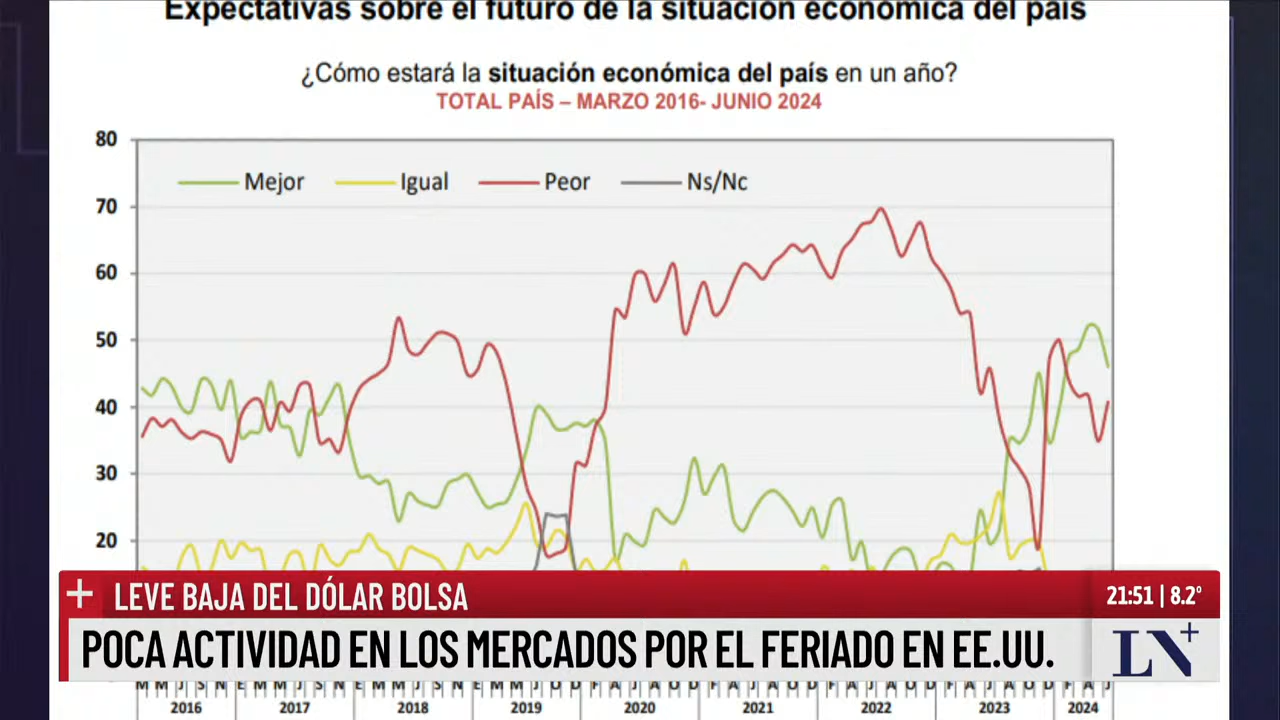 Expectativas sobre el futuro de la situación económica del país
¿Cómo estará la situación económica del país en un año?
TOTAL PAÍS – MARZO 2016- JUNIO 2024
80
Mejor Igual Peor Ns/Nc
70
60
50
40
30
20
LEVE BAJA DEL DÓLAR BOLSA
21:51 | 8.2°
POCA ACTIVIDAD EN LOS MERCADOS POR EL FERIADO EN EE.UU.
LN+
2016 2017 2018 2019 2020 2021 2022 2023 2024